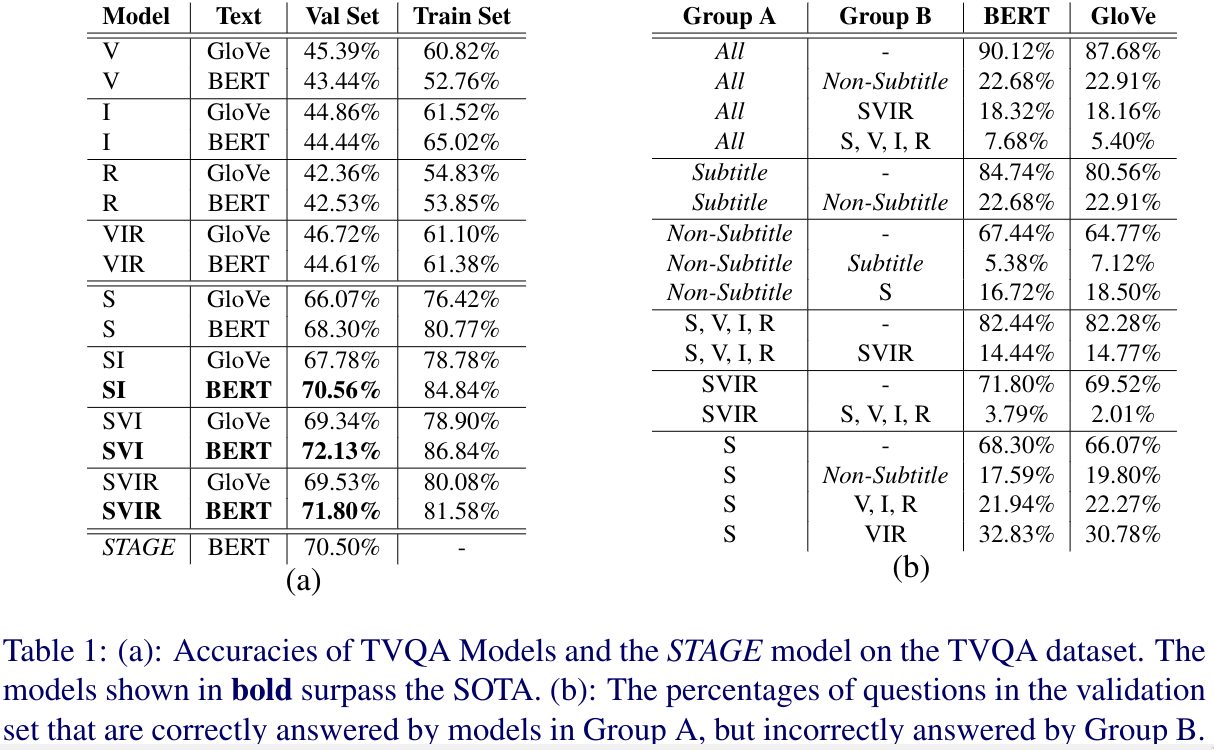 Model Text Val Set Train Set
V GloVe 45.39% 60.82%
V BERT 43.44% 52.76%
I GloVe 44.86% 61.52%
I BERT 44.44% 65.02%
R GloVe 42.36% 54.83%
R BERT 42.53% 53.85%
VIR GloVe 46.72% 61.10%
VIR BERT 44.61% 61.38%
S GloVe 66.07% 76.42%
S BERT 68.30% 80.77%
SI GloVe 67.78% 78.78%
SI BERT 70.56% 84.84%
SVI GloVe 69.34% 78.90%
SVI BERT 72.13% 86.84%
SVIR GloVe 69.53% 80.08%
SVIR BERT 71.80% 81.58%
STAGE BERT 70.50% -
(a)
Group A Group B BERT GloVe
All - 90.12% 87.68%
All Non-Subtitle 22.68% 22.91%
All SVIR 18.32% 18.16%
All S, V, I, R 7.68% 5.40%
Subtitle - 84.74% 80.56%
Subtitle Non-Subtitle 22.68% 22.91%
Non-Subtitle - 67.44% 64.77%
Non-Subtitle Subtitle 5.38% 7.12%
Non-Subtitle S 16.72% 18.50%
S, V, I, R - 82.44% 82.28%
S, V, I, R SVIR 14.44% 14.77%
SVIR - 71.80% 69.52%
SVIR S, V, I, R 3.79% 2.01%
S - 68.30% 66.07%
S Non-Subtitle 17.59% 19.80%
S V, I, R 21.94% 22.27%
S VIR 32.83% 30.78%
(b)
Table 1: (a): Accuracies of TVQA Models and the STAGE model on the TVQA dataset. The
models shown in bold surpass the SOTA. (b): The percentages of questions in the validation
set that are correctly answered by models in Group A, but incorrectly answered by Group B.